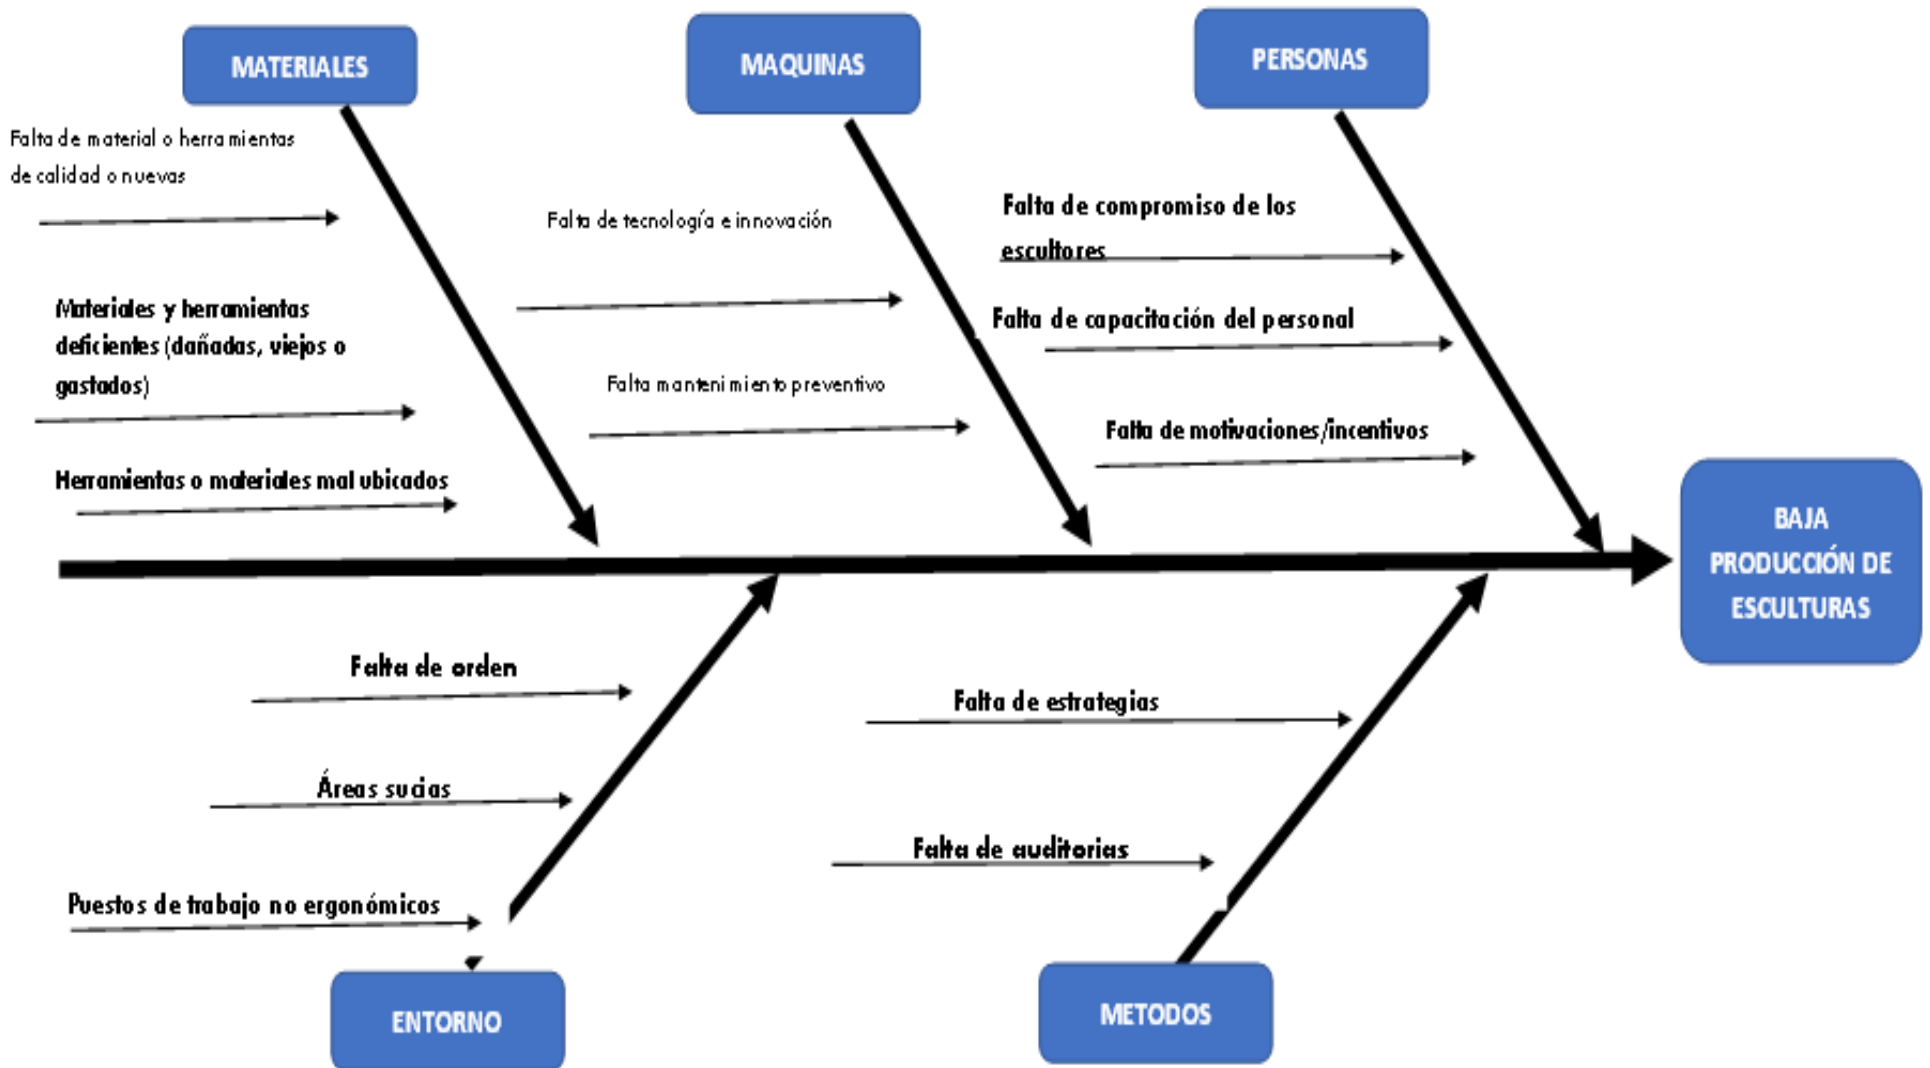 MATERIALES
MAQUINAS
PERSONAS
Falta de material o herramientas
de calidad o nuevas
Materiales y herramientas
deficientes (dañadas, viejos o
gastados)
Herramientas o materiales mal ubicados
Falta de tecnología e innovación
Falta mantenimiento preventivo
Falta de compromiso de los
escultores
Falta de capacitación del personal
Falta de motivaciones/incentivos
BAJA
PRODUCCIÓN DE
ESCULTURAS
Falta de orden
Áreas sucias
Puestos de trabajo no ergonómicos
Falta de estrategias
Falta de auditorias
ENTORNO
METODOS